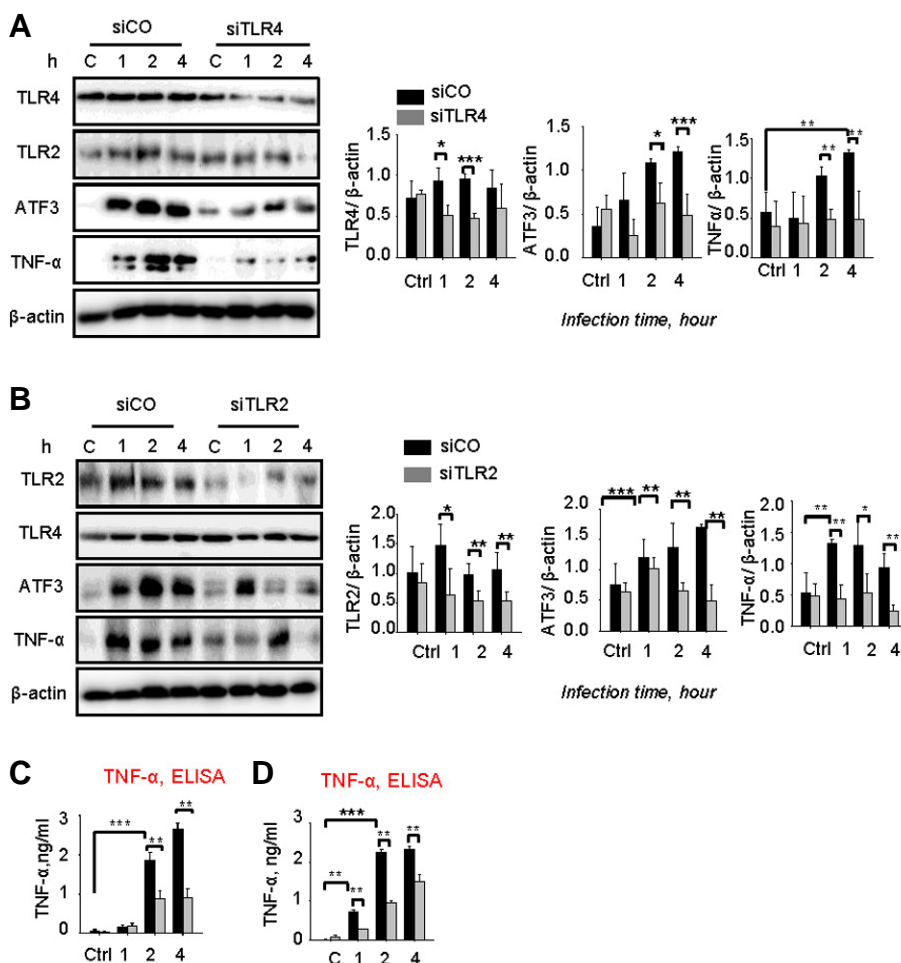 A
siCO siTLR4
h C 1 2 4 C 1 2 4
TLR4
TLR2
ATF3
TNF-α
β-actin
siCO
siTLR4
TLR4/ β-actin
1.5
1.0
0.5
0.0
* ***
Ctrl 1 2 4
ATF3/ β-actin
1.5
1.0
0.5
0.0
* ***
Ctrl 1 2 4
TNFα/ β-actin
1.5
1.0
0.5
0.0
** ** **
Ctrl 1 2 4
Infection time, hour
B
siCO siTLR2
h C 1 2 4 C 1 2 4
TLR2
TLR4
ATF3
TNF-α
β-actin
siCO
siTLR2
TLR2/ β-actin
2.0
1.5
1.0
0.5
0.0
* ** **
Ctrl 1 2 4
ATF3/ β-actin
2.0
1.5
1.0
0.5
0.0
*** ** ** **
Ctrl 1 2 4
TNF-α/ β-actin
2.0
1.5
1.0
0.5
0.0
** ** * **
Ctrl 1 2 4
Infection time, hour
C
TNF-α, ELISA
TNF-α,ng/ml
3
2
1
0
*** ** **
Ctrl 1 2 4
D
TNF-α, ELISA
TNF-α, ng/ml
3
2
1
0
** ** *** ** **
C 1 2 4